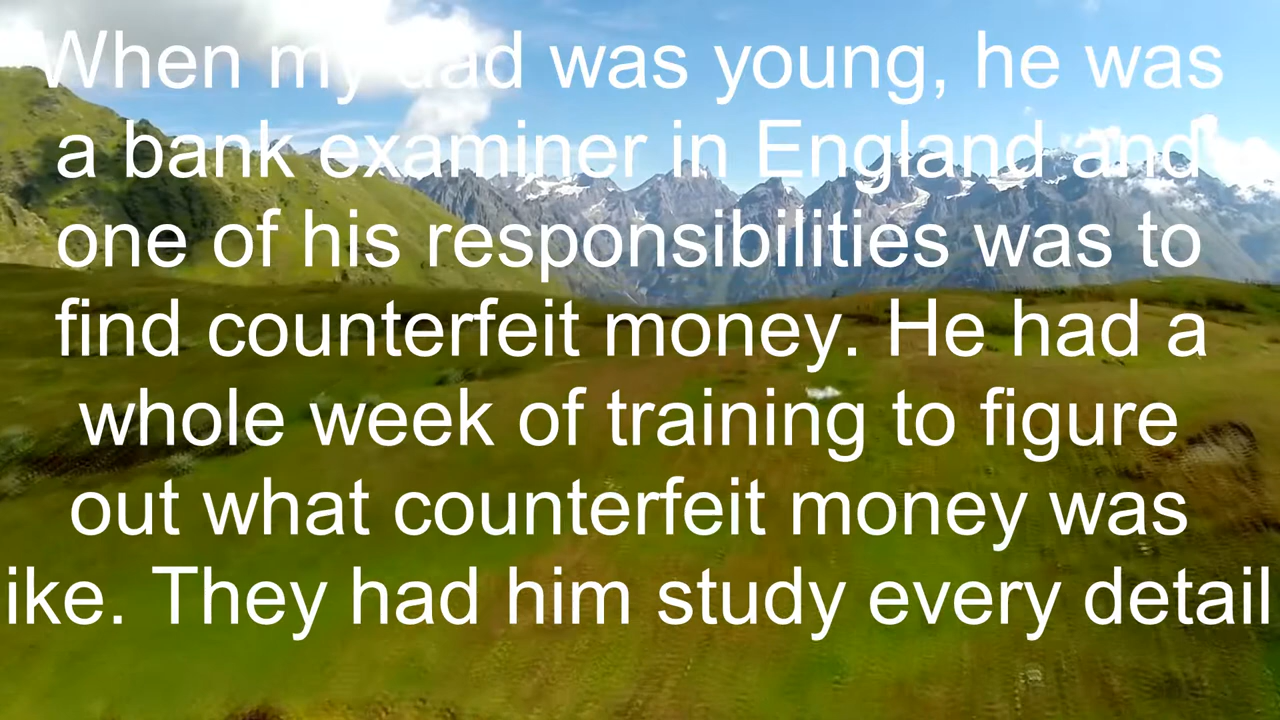 When my dad was young, he was
a bank examiner in England and
one of his responsibilities was to
find counterfeit money. He had a
whole week of training to figure
out what counterfeit money was
ike. They had him study every detail